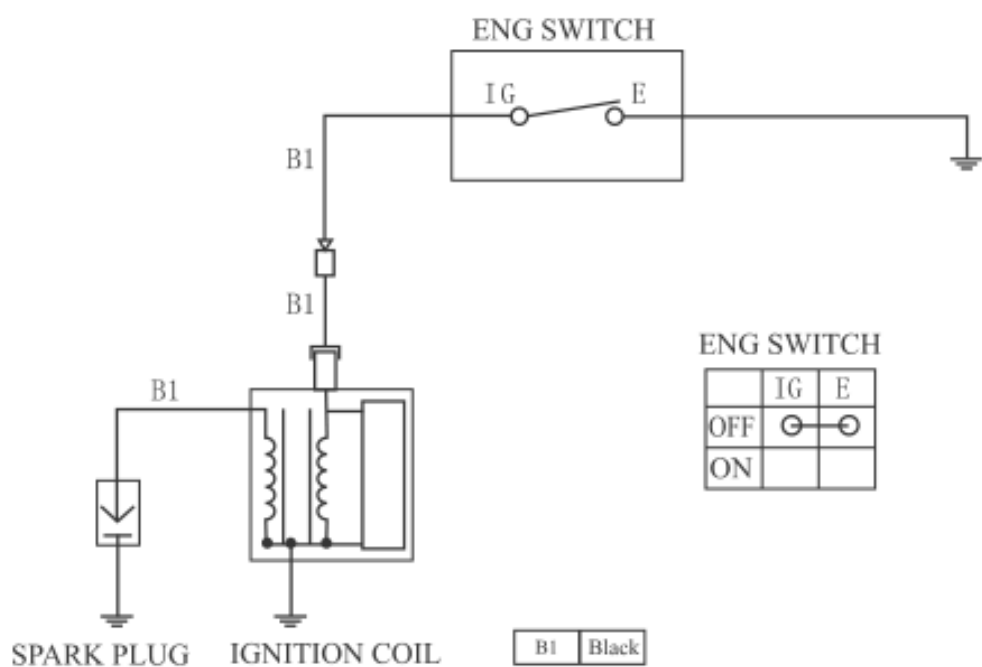 ENG SWITCH
IG E
B1
B1
B1
ENG SWITCH
IG E
OFF
ON
SPARK PLUG
IGNITION COIL
B1 Black